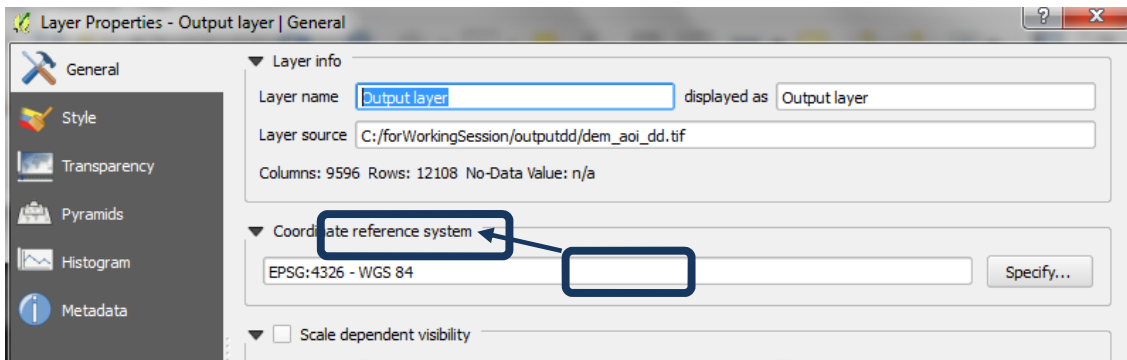 Layer Properties - Output layer | General
? X
General
Style
Transparency
Pyramids
Histogram
Metadata
Layer info
Layer name Output layer displayed as Output layer
Layer source C:/forWorkingSession/outputdd/dem_aoi_dd.tif
Columns: 9596 Rows: 12108 No-Data Value: n/a
Coordinate reference system
EPSG:4326 - WGS 84 Specify...
Scale dependent visibility